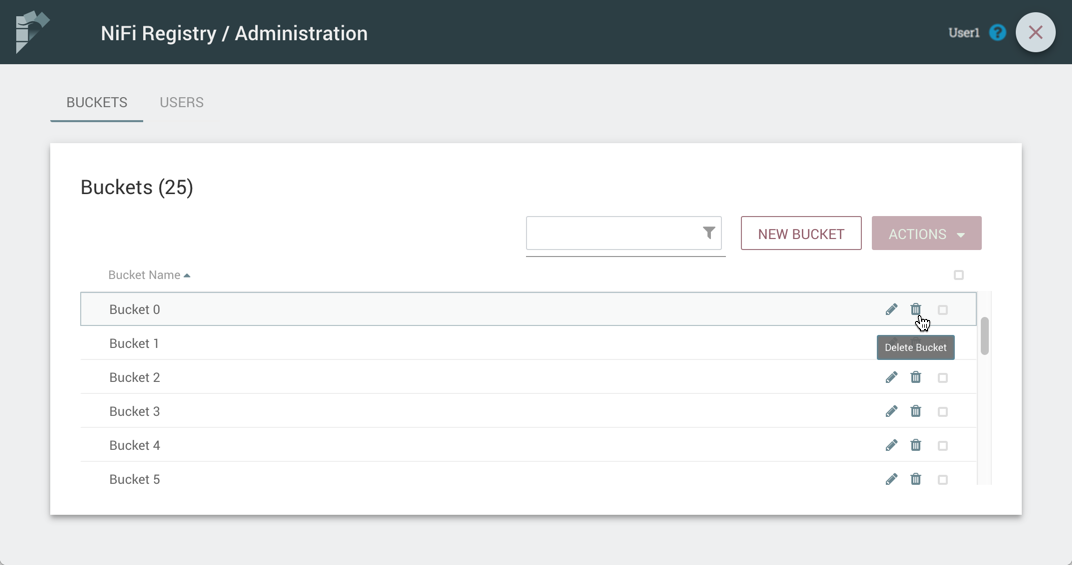 NiFi Registry / Administration
User1
?
BUCKETS
USERS
Buckets (25)
NEW BUCKET
ACTIONS
Bucket Name
Bucket 0
Bucket 1
Delete Bucket
Bucket 2
Bucket 3
Bucket 4
Bucket 5